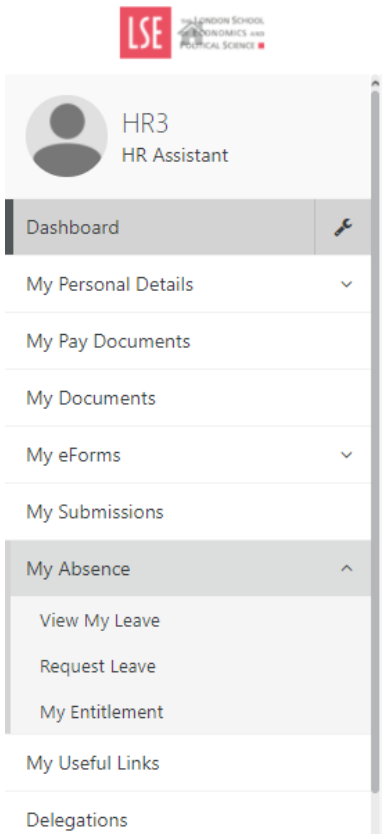 LSE THE LONDON SCHOOL
OF ECONOMICS AND
POLITICAL SCIENCE
HR3
HR Assistant
Dashboard
My Personal Details
My Pay Documents
My Documents
My eForms
My Submissions
My Absence
View My Leave
Request Leave
My Entitlement
My Useful Links
Delegations